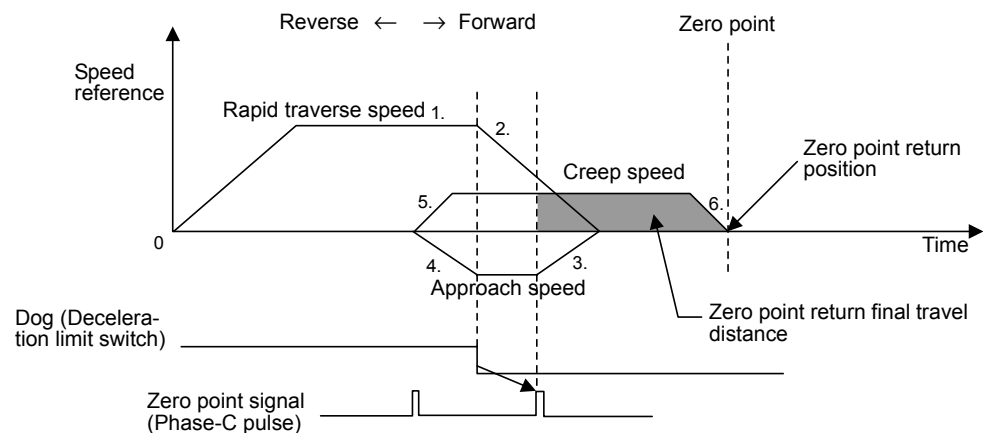 Reverse ← → Forward
Zero point
Speed
reference
Rapid traverse speed 1.
2.
Zero point return
position
Creep speed
5.
6.
0
Time
4.
3.
Approach speed
Zero point return final travel
distance
Dog (Decelera-
tion limit switch)
Zero point signal
(Phase-C pulse)